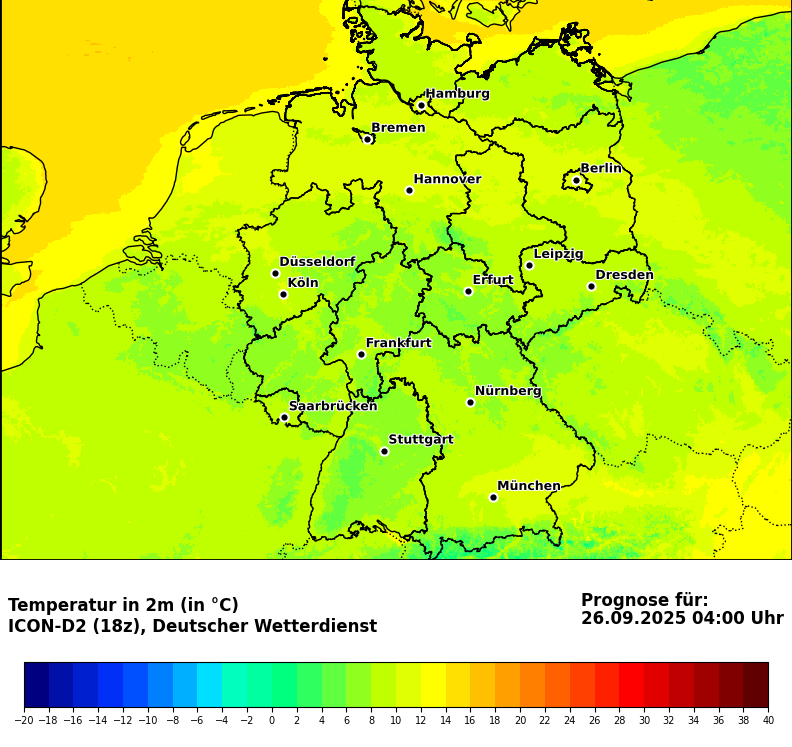 Hamburg
Bremen
Berlin
Hannover
Leipzig
Düsseldorf
Dresden
Köln
Erfurt
Frankfurt
Nürnberg
Saarbrücken
Stuttgart
München
Temperatur in 2m (in °C)
ICON-D2 (18z), Deutscher Wetterdienst
Prognose für:
26.09.2025 04:00 Uhr
−20 −18 −16 −14 −12 −10 −8 −6 −4 −2 0 2 4 6 8 10 12 14 16 18 20 22 24 26 28 30 32 34 36 38 40